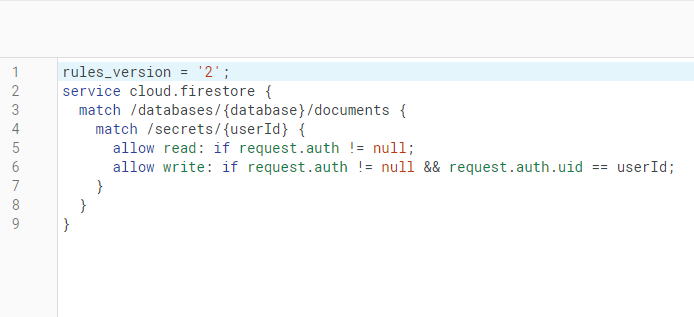 1 rules_version = '2';
2 service cloud.firestore {
3   match /databases/{database}/documents {
4     match /secrets/{userId} {
5       allow read: if request.auth != null;
6       allow write: if request.auth != null && request.auth.uid == userId;
7     }
8   }
9 }